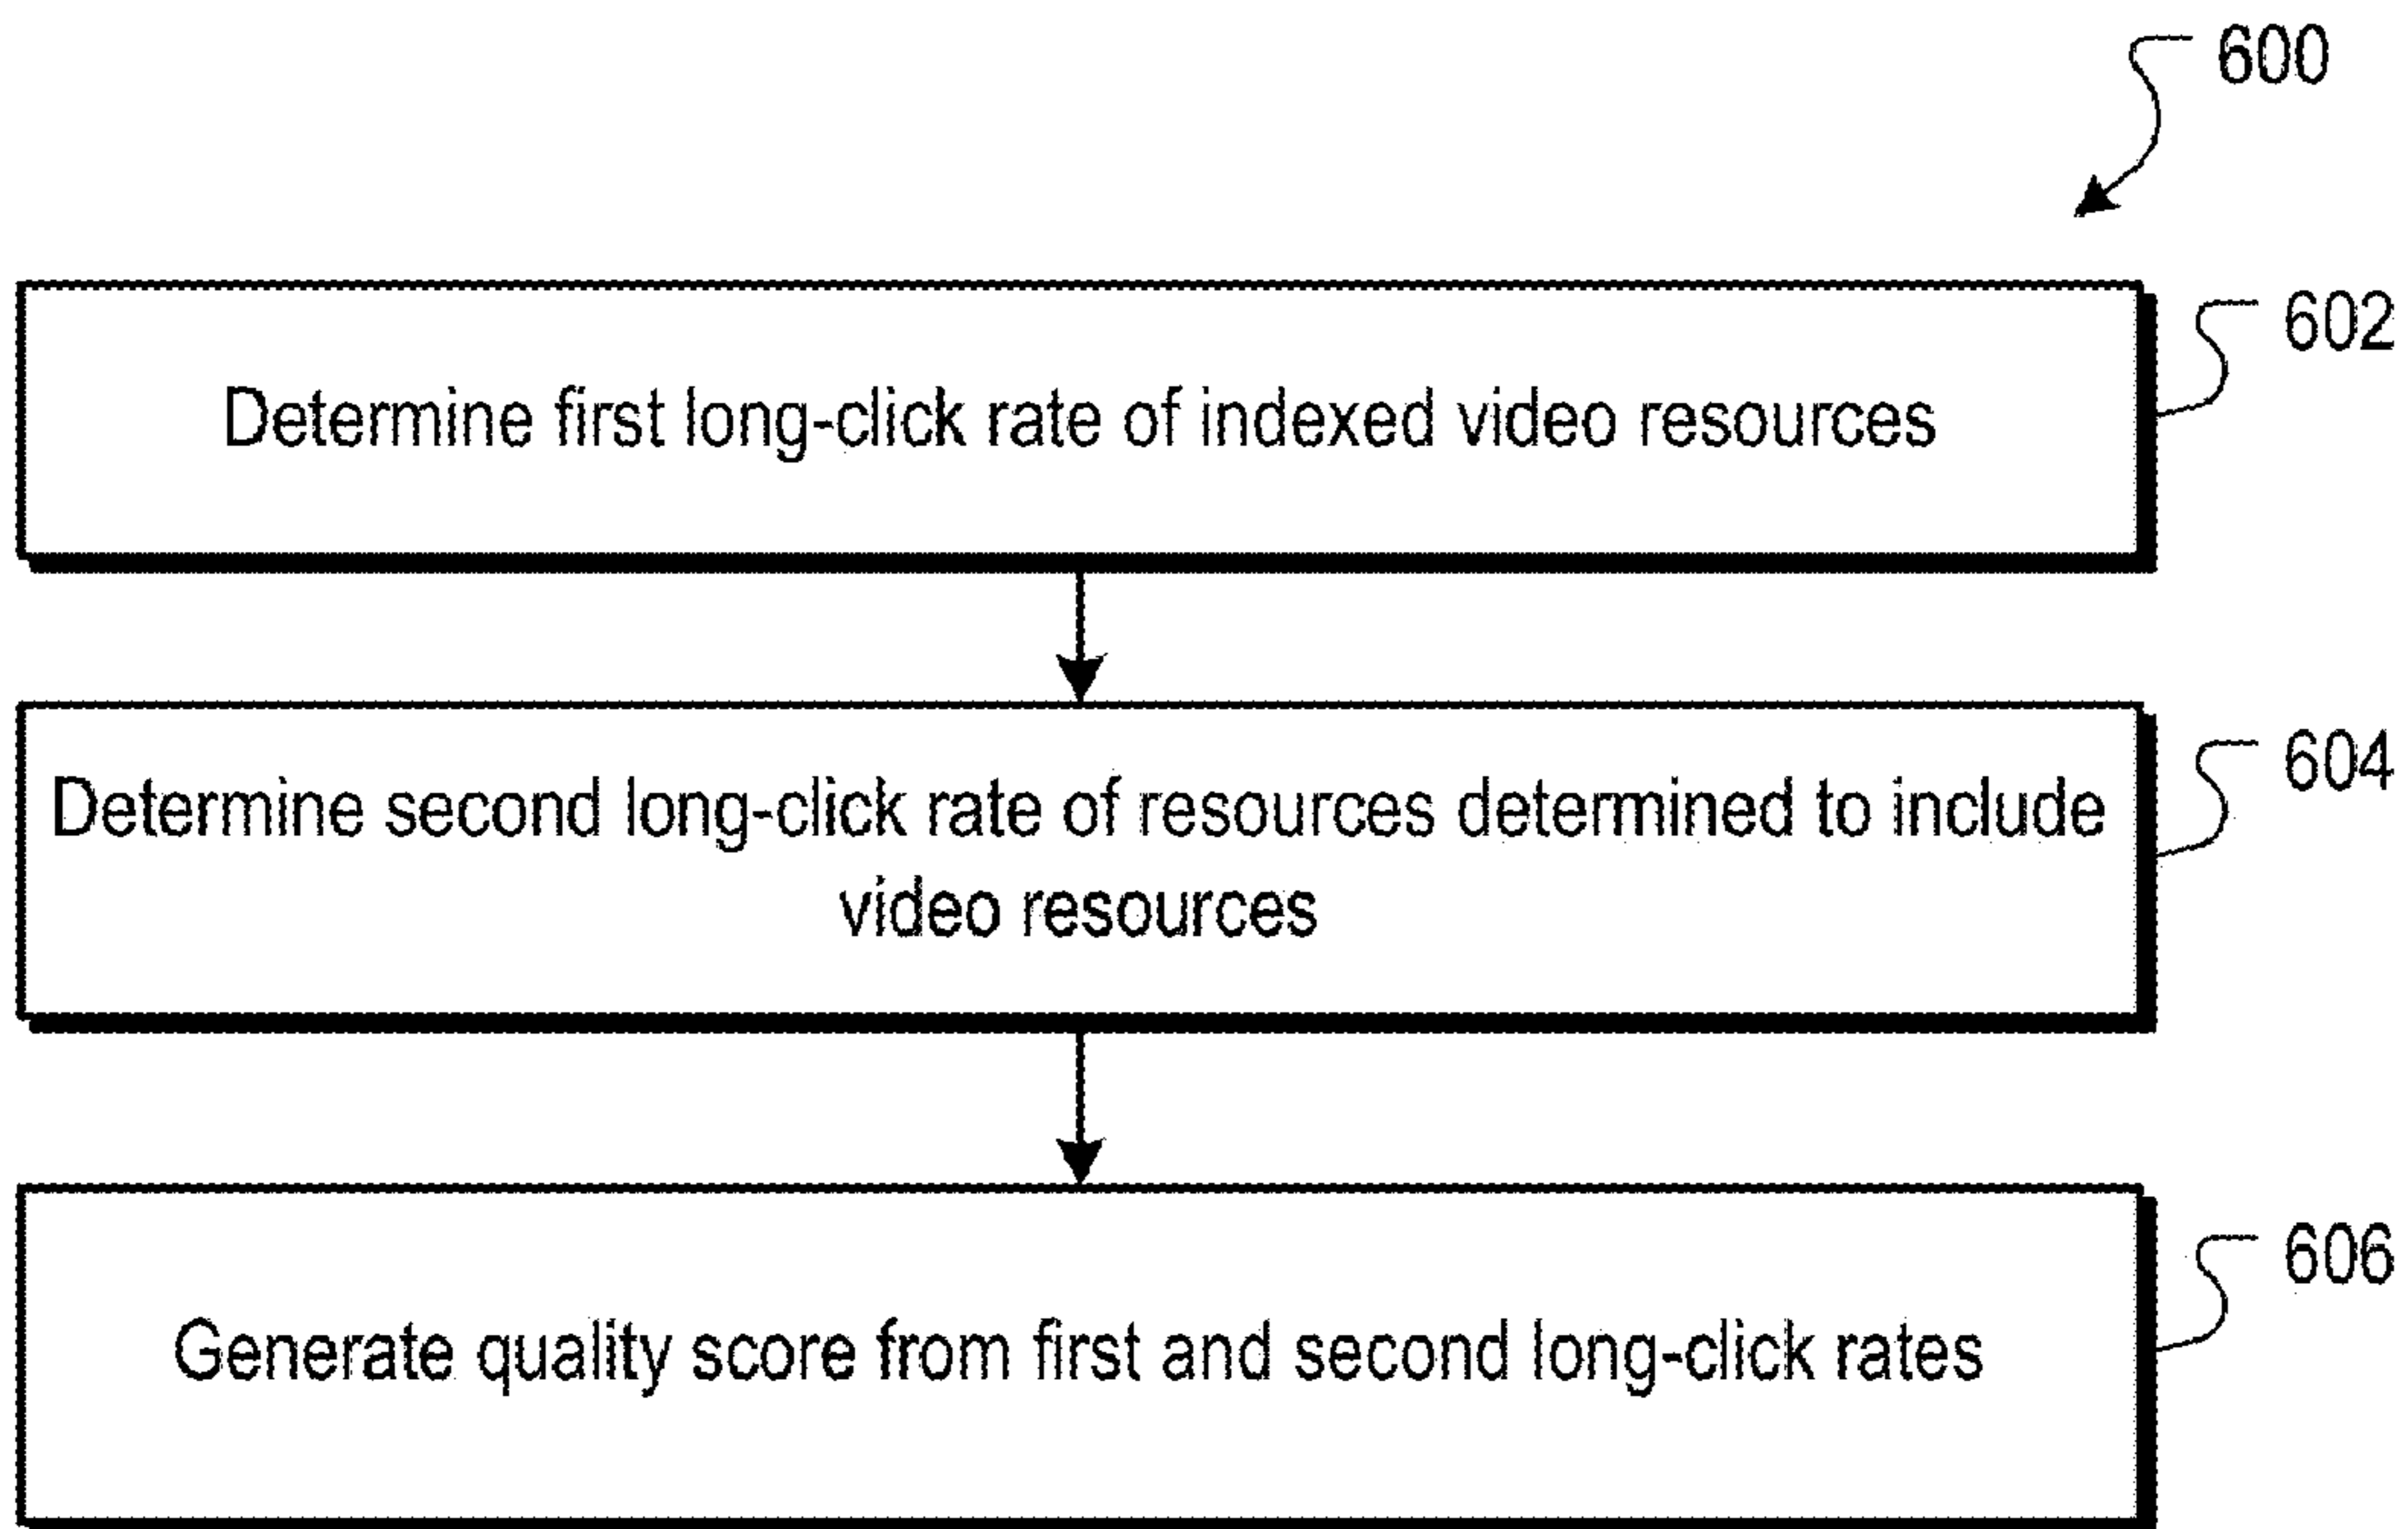 600
602
Determine first long-click rate of indexed video resources
604
Determine second long-click rate of resources determined to include
video resources
606
Generate quality score from first and second long-click rates